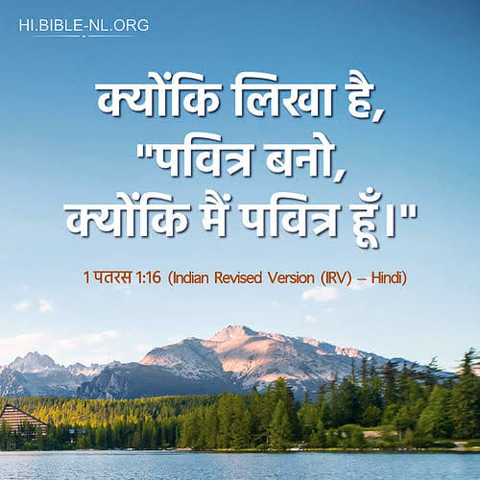 HI.BIBLE-NL.ORG
क्योंकि लिखा है,
"पवित्र बनो,
क्योंकि मैं पवित्र हूँ।"
1 पतरस 1:16 (Indian Revised Version (IRV) – Hindi)